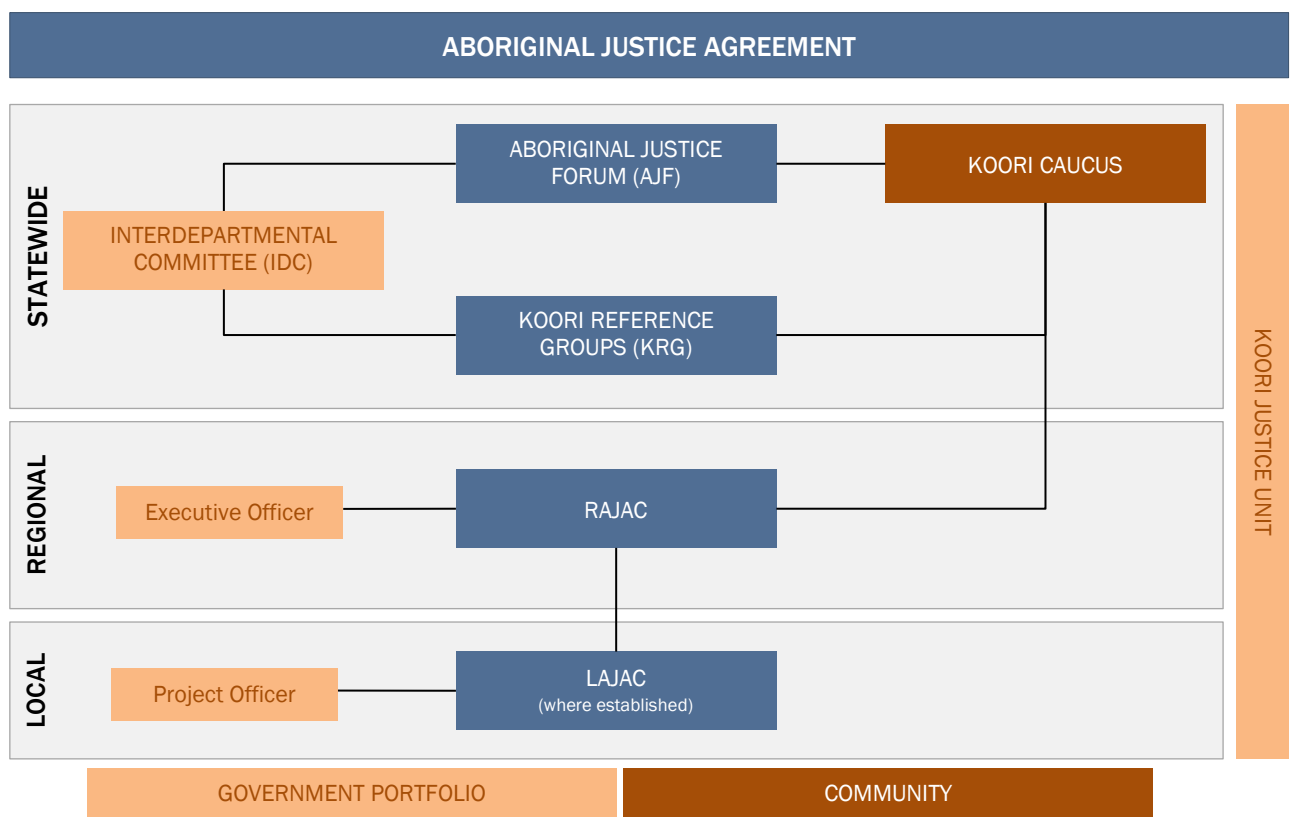 ABORIGINAL JUSTICE AGREEMENT
STATEWIDE
ABORIGINAL JUSTICE
FORUM (AJF)
KOORI CAUCUS
INTERDEPARTMENTAL
COMMITTEE (IDC)
KOORI REFERENCE
GROUPS (KRG)
KOORI JUSTICE UNIT
REGIONAL
Executive Officer
RAJAC
LOCAL
Project Officer
LAJAC
(where established)
GOVERNMENT PORTFOLIO
COMMUNITY